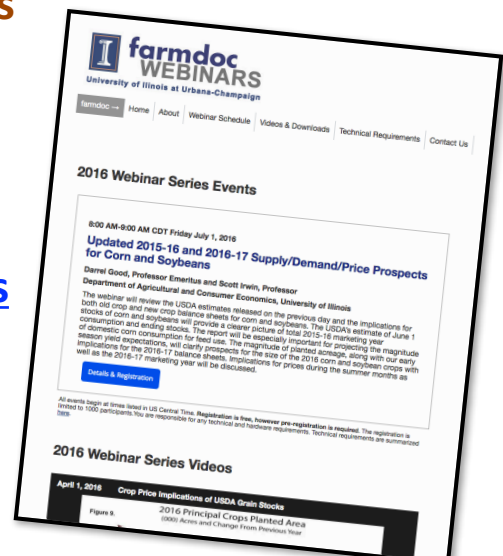 s
I farmdoc
WEBINARS
University of Illinois at Urbana-Champaign
farmdoc → Home About Webinar Schedule Videos & Downloads Technical Requirements Contact Us
2016 Webinar Series Events
8:00 AM-9:00 AM CDT Friday July 1, 2016
Updated 2015-16 and 2016-17 Supply/Demand/Price Prospects
for Corn and Soybeans
Darrel Good, Professor Emeritus and Scott Irwin, Professor
Department of Agricultural and Consumer Economics, University of Illinois
The webinar will review the USDA estimates released on the previous day and the implications for
both old crop and new crop balance sheets for corn and soybeans. The USDA's estimate of June 1
stocks of corn and soybeans will provide a clearer picture of total 2015-16 marketing year
consumption and ending stocks. The report will be especially important for projecting the magnitude
of domestic corn consumption for feed use. The magnitude of planted acreage, along with our early
season yield expectations, will clarify prospects for the size of the 2016 corn and soybean crops with
implications for the 2016-17 balance sheets. Implications for prices during the summer months as
well as the 2016-17 marketing year will be discussed.
s
Details & Registration
All events begin at times listed in US Central Time. Registration is free, however pre-registration is required. The registration is
limited to 1000 participants.You are responsible for any technical and hardware requirements. Technical requirements are summarized
here.
2016 Webinar Series Videos
April 1, 2016 Crop Price Implications of USDA Grain Stocks
Figure 9. 2016 Principal Crops Planted Area
(000) Acres and Change From Previous Year